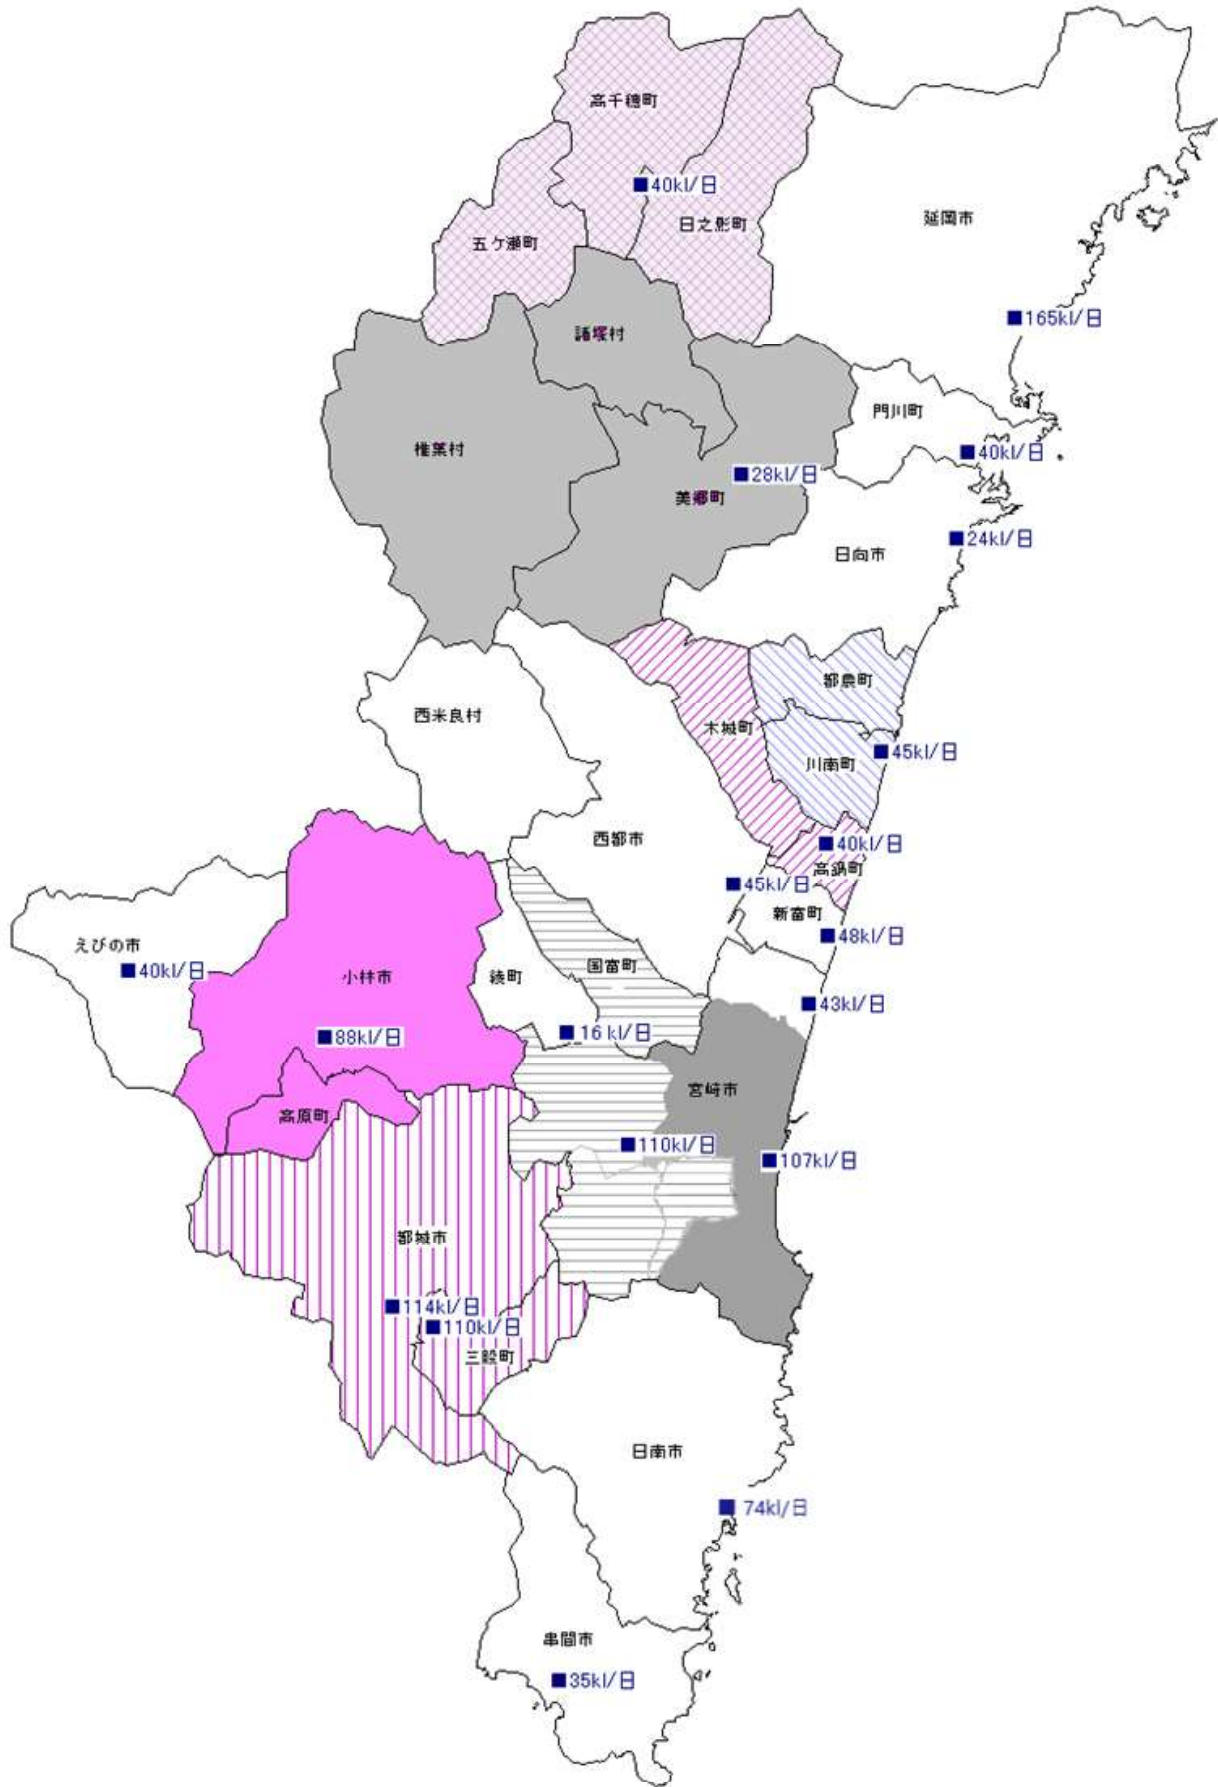 高千穂町
■40kl/日
日之影町
延岡市
五ケ瀬町
■165kl/日
諸塚村
門川町
椎葉村
■40kl/日
■28kl/日
美郷町
■24kl/日
日向市
都農町
西米良村
木城町
■45kl/日
川南町
西都市
■40kl/日
高鍋町
■45kl/日
新富町
■48kl/日
えびの市
■40kl/日
国富町
小林市
綾町
■43kl/日
■16kl/日
■88kl/日
宮崎市
高原町
■110kl/日
■107kl/日
都城市
■114kl/日
■110kl/日
三股町
日南市
■74kl/日
串間市
■35kl/日